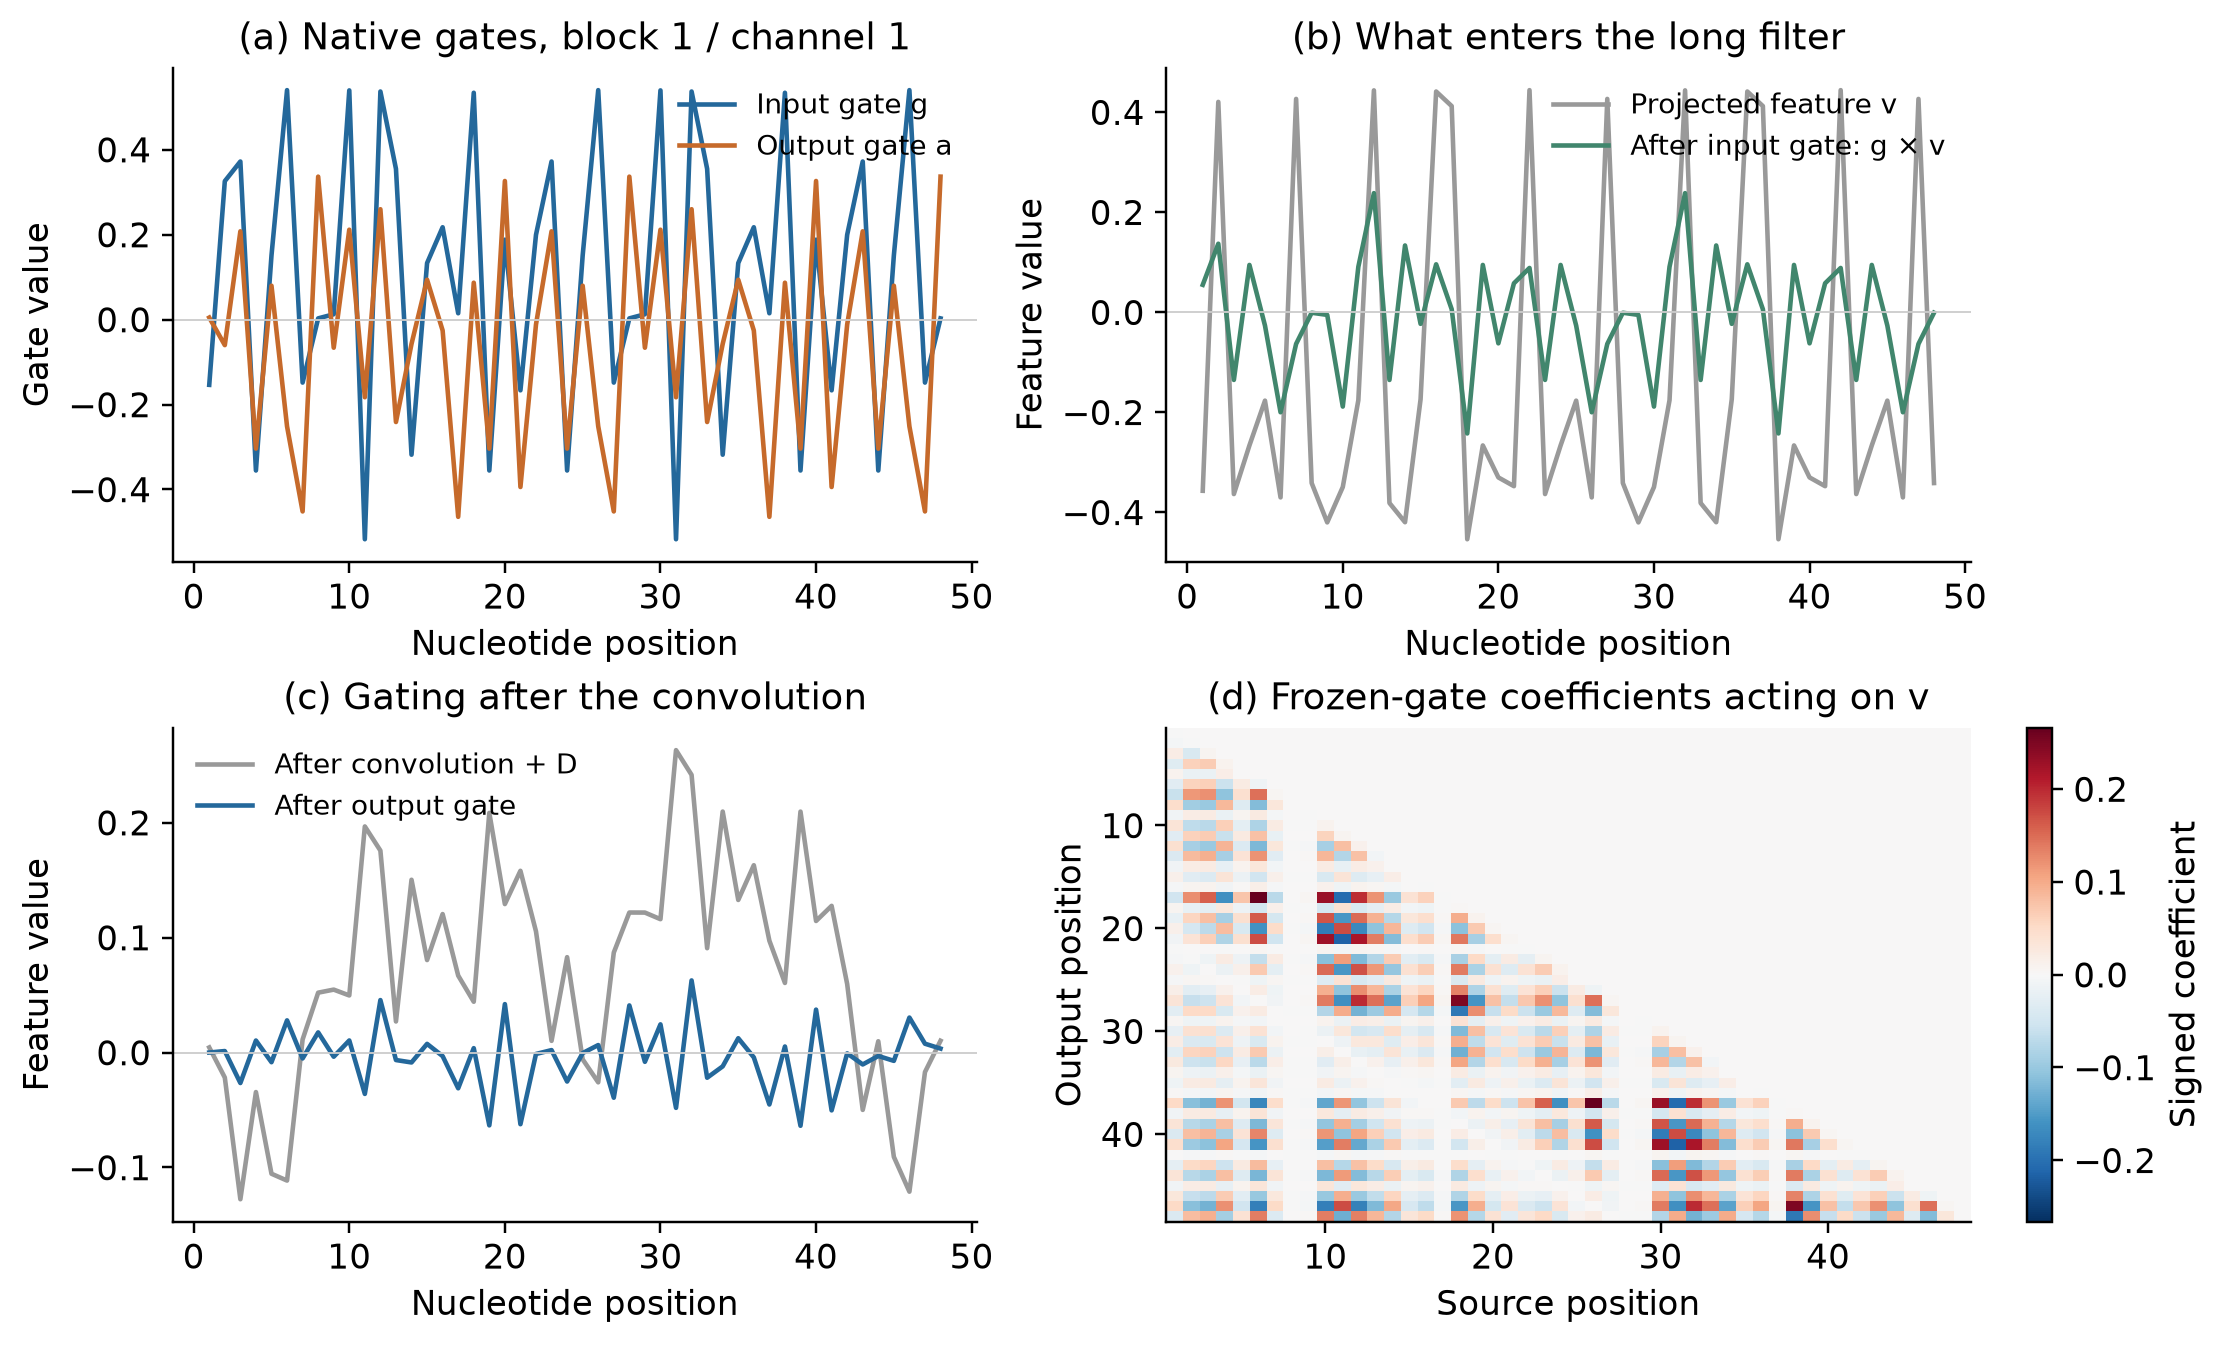 (a) Native gates, block 1 / channel 1
Gate value
0.4
0.2
0.0
−0.2
−0.4
Input gate g
Output gate a
0 10 20 30 40 50
Nucleotide position
(b) What enters the long filter
Feature value
0.4
0.2
0.0
−0.2
−0.4
Projected feature v
After input gate: g × v
0 10 20 30 40 50
Nucleotide position
(c) Gating after the convolution
Feature value
0.2
0.1
0.0
−0.1
After convolution + D
After output gate
0 10 20 30 40 50
Nucleotide position
(d) Frozen-gate coefficients acting on v
Output position
10
20
30
40
10 20 30 40
Source position
0.2
0.1
0.0
−0.1
−0.2
Signed coefficient